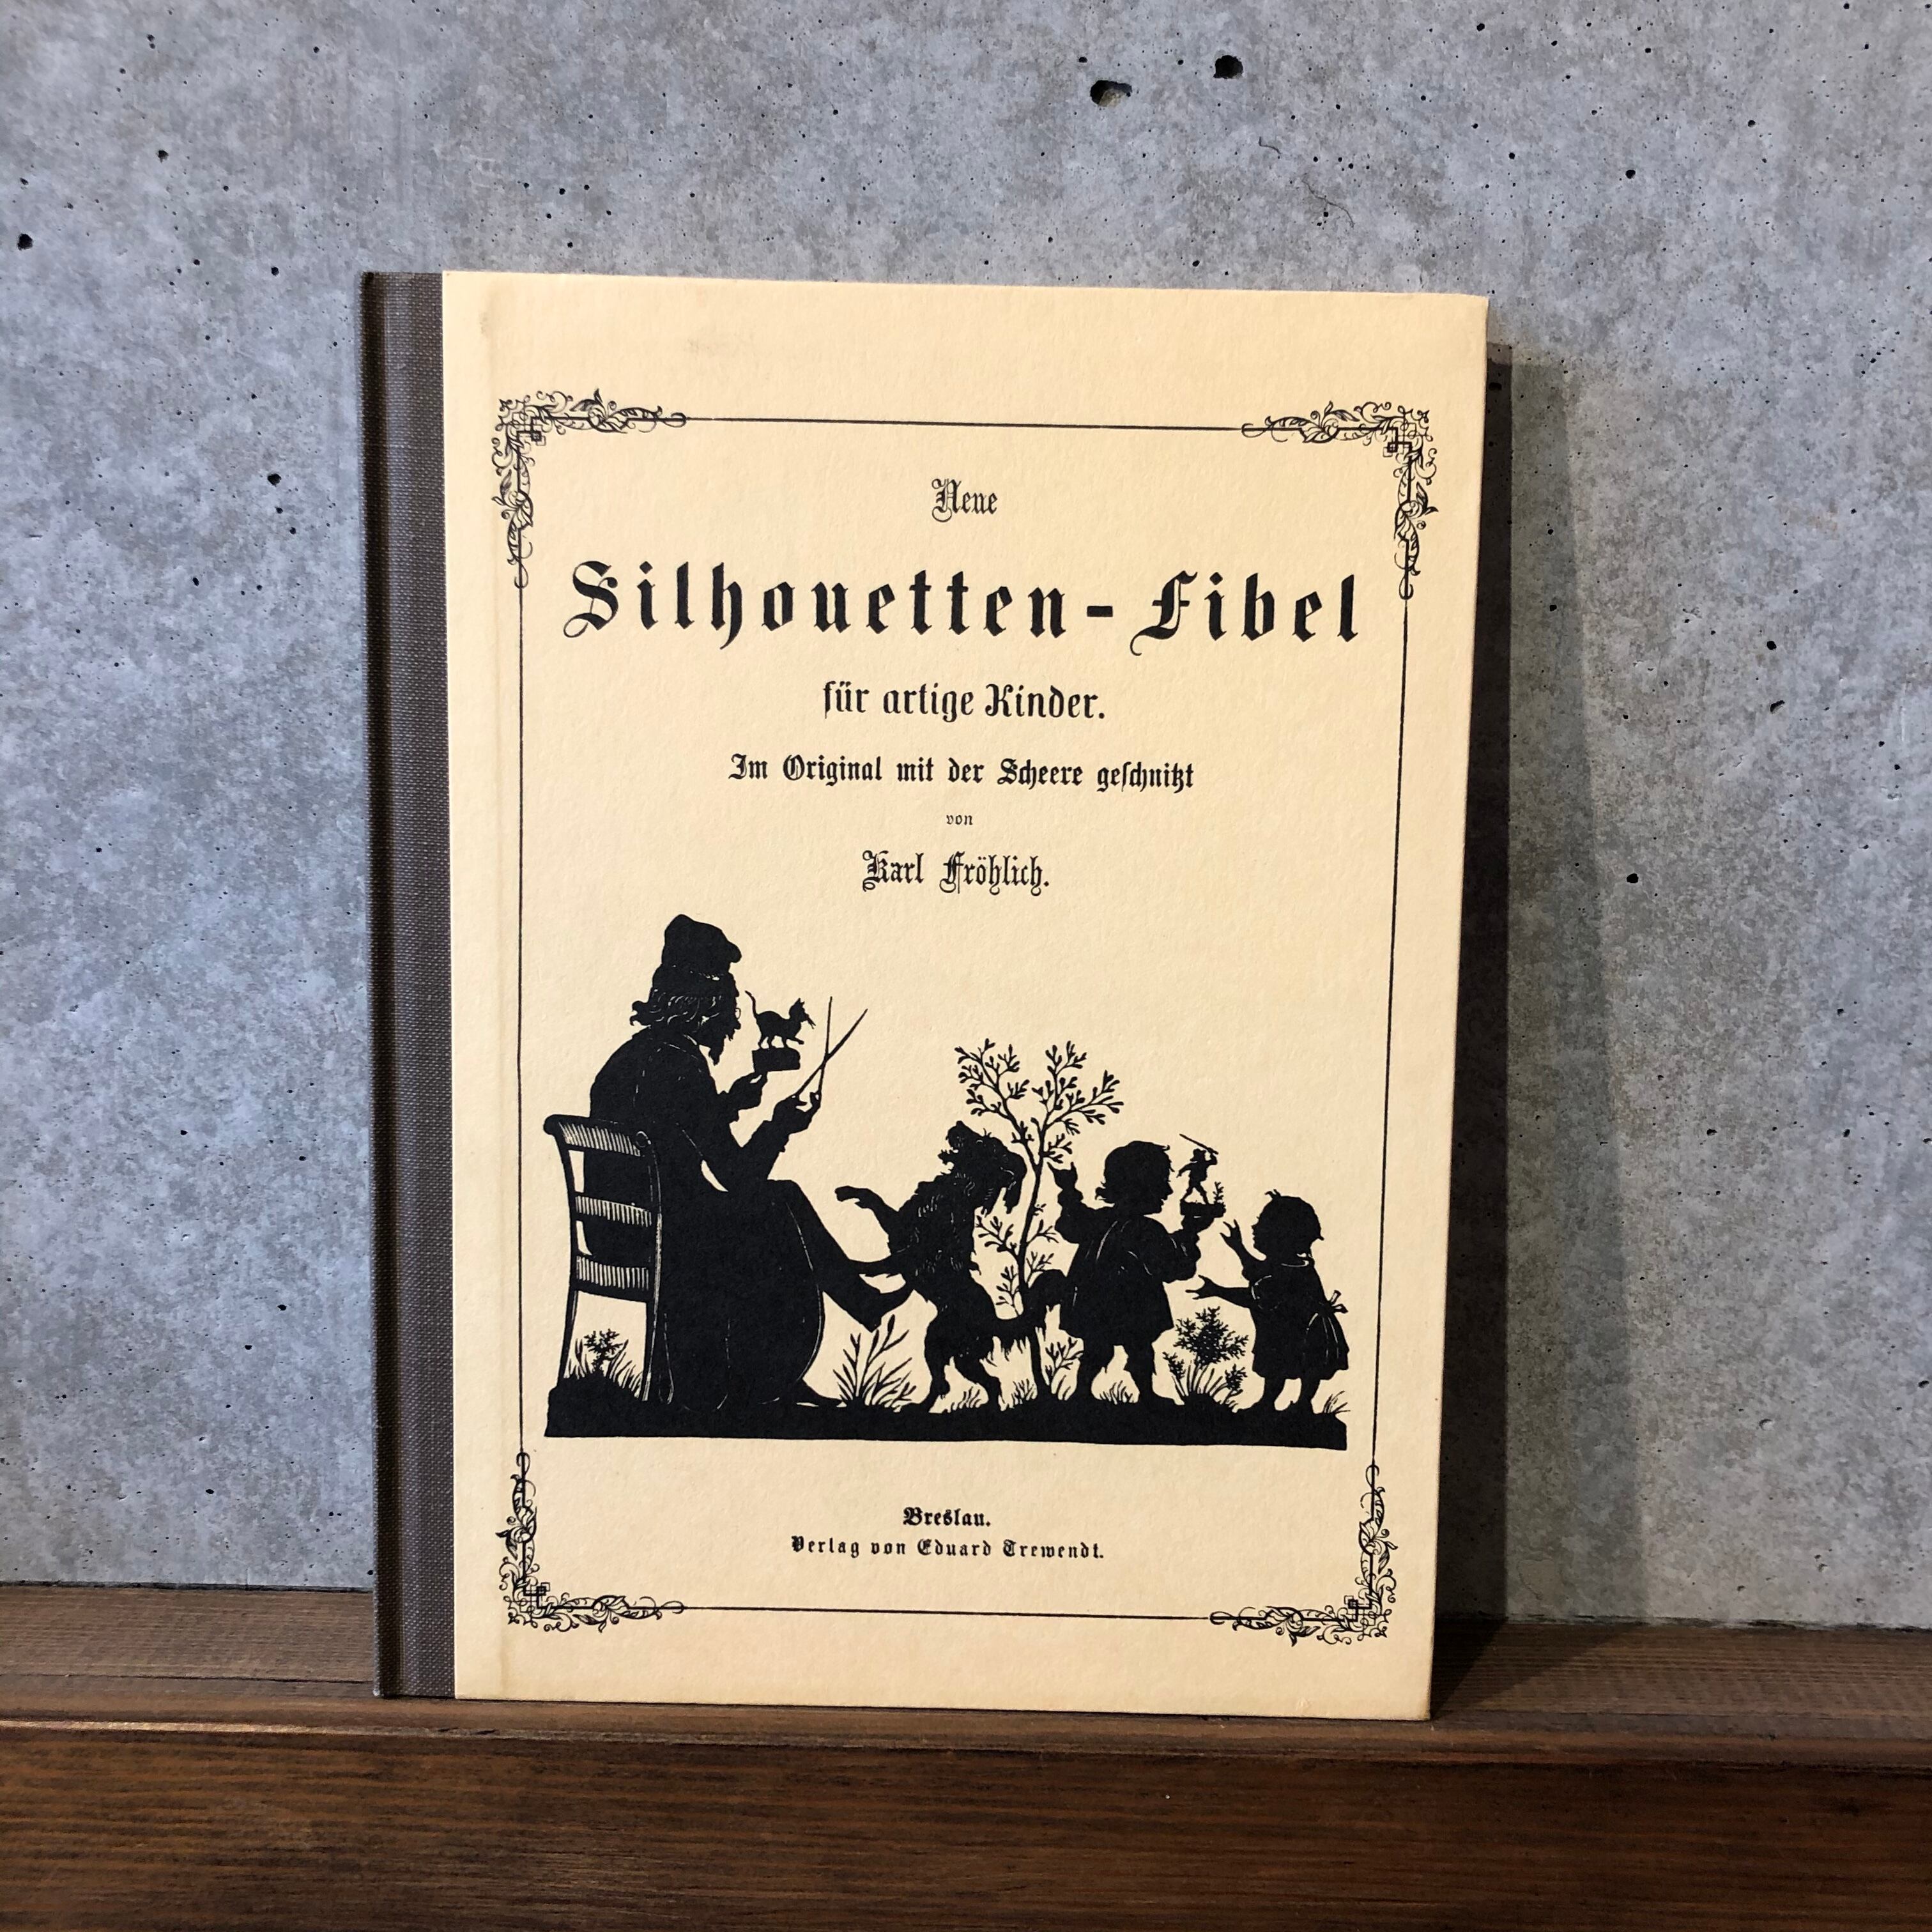 Neue
Silhouetten-Fibel
für artige Kinder.
Im Original mit der Scheere geſchnitzt
von
Karl Fröhlich.
Breslau.
Verlag von Eduard Trewendt.